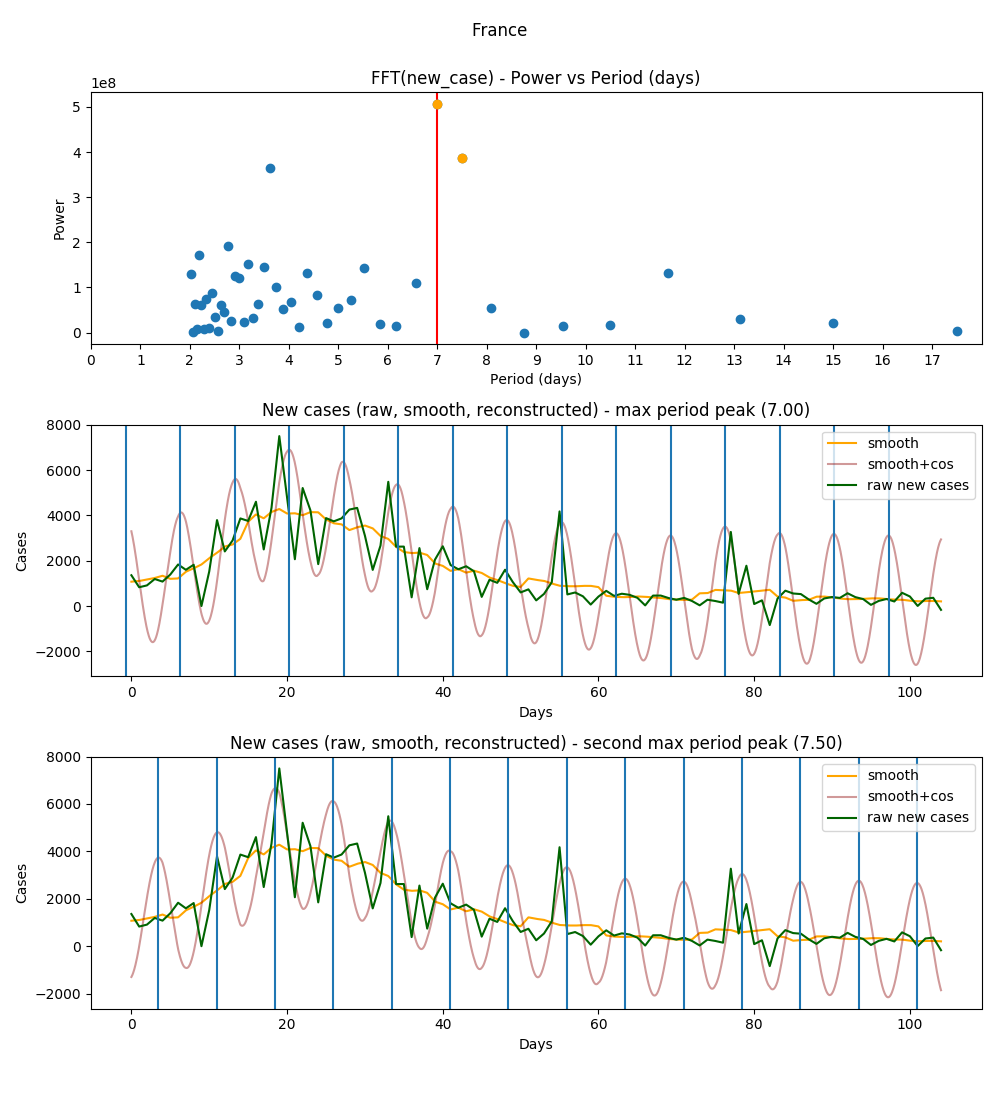 France
FFT(new_case) - Power vs Period (days)
1e8
5
4
3
2
1
0
Power
0 1 2 3 4 5 6 7 8 9 10 11 12 13 14 15 16 17
Period (days)
New cases (raw, smooth, reconstructed) - max period peak (7.00)
8000
6000
4000
2000
0
−2000
Cases
smooth
smooth+cos
raw new cases
0 20 40 60 80 100
Days
New cases (raw, smooth, reconstructed) - second max period peak (7.50)
8000
6000
4000
2000
0
−2000
Cases
smooth
smooth+cos
raw new cases
0 20 40 60 80 100
Days